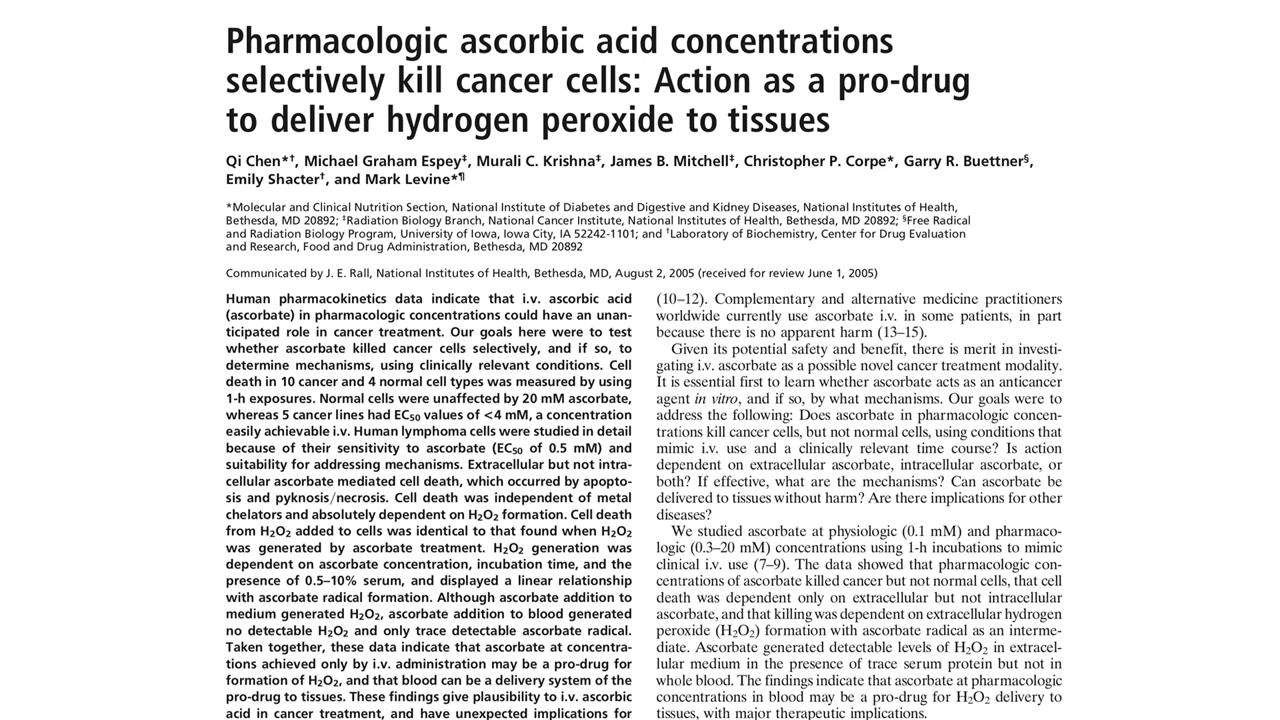 Pharmacologic ascorbic acid concentrations
selectively kill cancer cells: Action as a pro-drug
to deliver hydrogen peroxide to tissues
Qi Chen*†, Michael Graham Espey‡, Murali C. Krishna‡, James B. Mitchell‡, Christopher P. Corpe*, Garry R. Buettner§,
Emily Shacter†, and Mark Levine*¶
*Molecular and Clinical Nutrition Section, National Institute of Diabetes and Digestive and Kidney Diseases, National Institutes of Health,
Bethesda, MD 20892; ‡Radiation Biology Branch, National Cancer Institute, National Institutes of Health, Bethesda, MD 20892; §Free Radical
and Radiation Biology Program, University of Iowa, Iowa City, IA 52242-1101; and †Laboratory of Biochemistry, Center for Drug Evaluation
and Research, Food and Drug Administration, Bethesda, MD 20892
Communicated by J. E. Rall, National Institutes of Health, Bethesda, MD, August 2, 2005 (received for review June 1, 2005)
Human pharmacokinetics data indicate that i.v. ascorbic acid
(ascorbate) in pharmacologic concentrations could have an unan-
ticipated role in cancer treatment. Our goals here were to test
whether ascorbate killed cancer cells selectively, and if so, to
determine mechanisms, using clinically relevant conditions. Cell
death in 10 cancer and 4 normal cell types was measured by using
1-h exposures. Normal cells were unaffected by 20 mM ascorbate,
whereas 5 cancer lines had EC₅₀ values of <4 mM, a concentration
easily achievable i.v. Human lymphoma cells were studied in detail
because of their sensitivity to ascorbate (EC₅₀ of 0.5 mM) and
suitability for addressing mechanisms. Extracellular but not intra-
cellular ascorbate mediated cell death, which occurred by apopto-
sis and pyknosis/necrosis. Cell death was independent of metal
chelators and absolutely dependent on H₂O₂ formation. Cell death
from H₂O₂ added to cells was identical to that found when H₂O₂
was generated by ascorbate treatment. H₂O₂ generation was
dependent on ascorbate concentration, incubation time, and the
presence of 0.5–10% serum, and displayed a linear relationship
with ascorbate radical formation. Although ascorbate addition to
medium generated H₂O₂, ascorbate addition to blood generated
no detectable H₂O₂ and only trace detectable ascorbate radical.
Taken together, these data indicate that ascorbate at concentra-
tions achieved only by i.v. administration may be a pro-drug for
formation of H₂O₂, and that blood can be a delivery system of the
pro-drug to tissues. These findings give plausibility to i.v. ascorbic
acid in cancer treatment, and have unexpected implications for
(10–12). Complementary and alternative medicine practitioners
worldwide currently use ascorbate i.v. in some patients, in part
because there is no apparent harm (13–15).
Given its potential safety and benefit, there is merit in investi-
gating i.v. ascorbate as a possible novel cancer treatment modality.
It is essential first to learn whether ascorbate acts as an anticancer
agent in vitro, and if so, by what mechanisms. Our goals were to
address the following: Does ascorbate in pharmacologic concen-
trations kill cancer cells, but not normal cells, using conditions that
mimic i.v. use and a clinically relevant time course? Is action
dependent on extracellular ascorbate, intracellular ascorbate, or
both? If effective, what are the mechanisms? Can ascorbate be
delivered to tissues without harm? Are there implications for other
diseases?
We studied ascorbate at physiologic (0.1 mM) and pharmaco-
logic (0.3–20 mM) concentrations using 1-h incubations to mimic
clinical i.v. use (7–9). The data showed that pharmacologic con-
centrations of ascorbate killed cancer but not normal cells, that cell
death was dependent only on extracellular but not intracellular
ascorbate, and that killing was dependent on extracellular hydrogen
peroxide (H₂O₂) formation with ascorbate radical as an interme-
diate. Ascorbate generated detectable levels of H₂O₂ in extracel-
lular medium in the presence of trace serum protein but not in
whole blood. The findings indicate that ascorbate at pharmacologic
concentrations in blood may be a pro-drug for H₂O₂ delivery to
tissues, with major therapeutic implications.